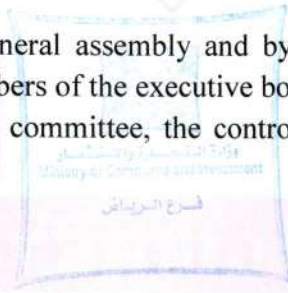 neral assembly and by
bers of the executive bo
committee, the contro
وزارة التجارة والاستثمار
Ministry of Commerce and Investment
فرع الرياض